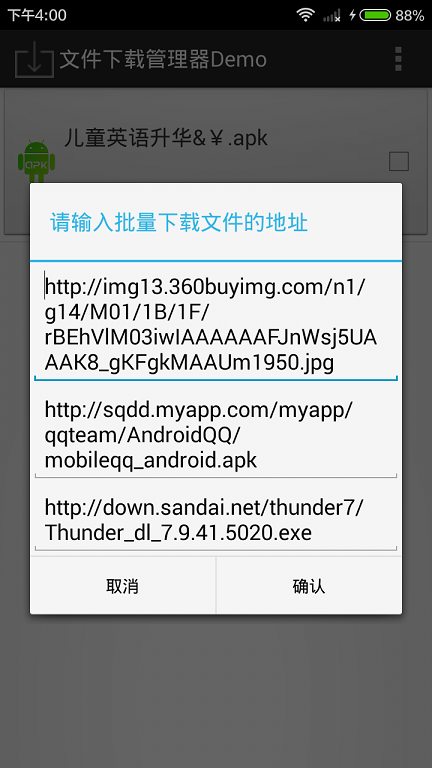 下午4:00
88%
文件下载管理器Demo
儿童英语升华&￥.apk
APK
请输入批量下载文件的地址
http://img13.360buyimg.com/n1/
g14/M01/1B/1F/
rBEhVlM03iwIAAAAAAFJnWsj5UA
AAK8_gKFgkMAAUm1950.jpg
http://sqdd.myapp.com/myapp/
qqteam/AndroidQQ/
mobileqq_android.apk
http://down.sandai.net/thunder7/
Thunder_dl_7.9.41.5020.exe
取消
确认